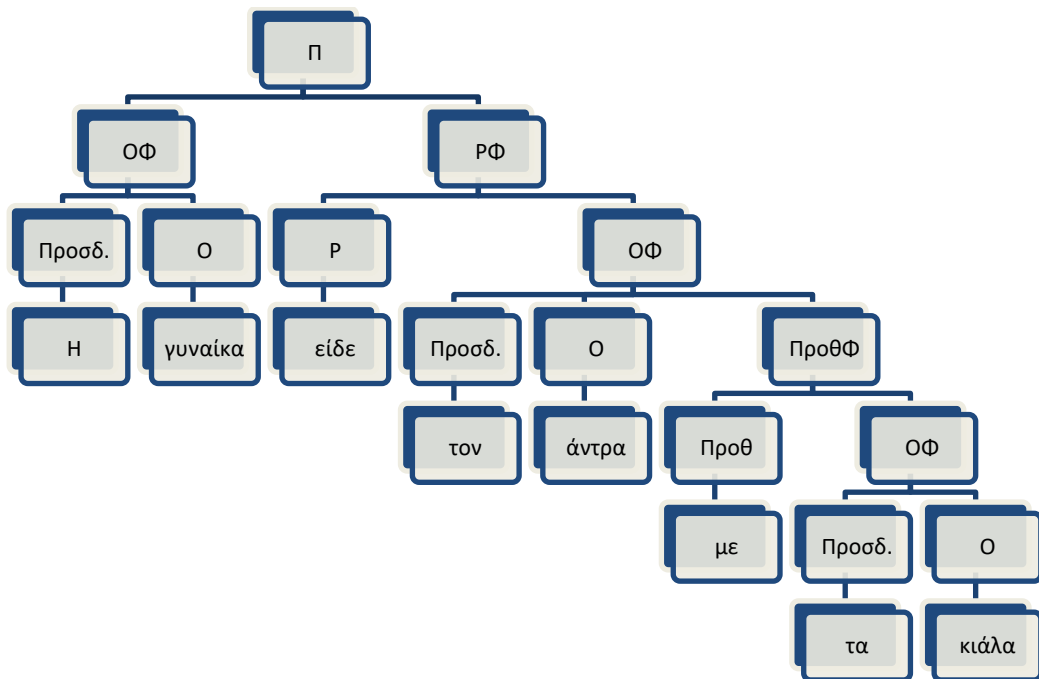 Π
ΟΦ ΡΦ
Προσδ. Ο Ρ ΟΦ
Η γυναίκα είδε Προσδ. Ο ΠροθΦ
τον άντρα Προθ ΟΦ
με Προσδ. Ο
τα κιάλα